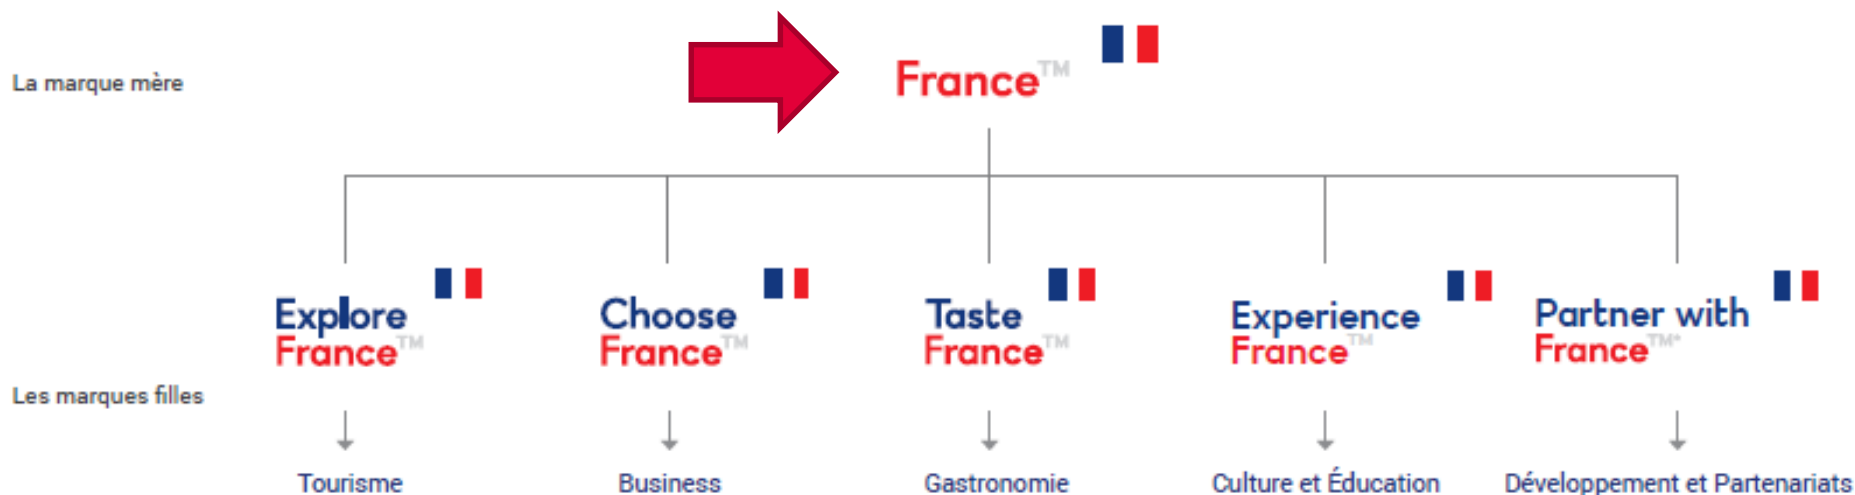 La marque mère
France™
Explore
France™
Choose
France™
Taste
France™
Experience
France™
Partner with
France™*
Les marques filles
Tourisme
Business
Gastronomie
Culture et Éducation
Développement et Partenariats